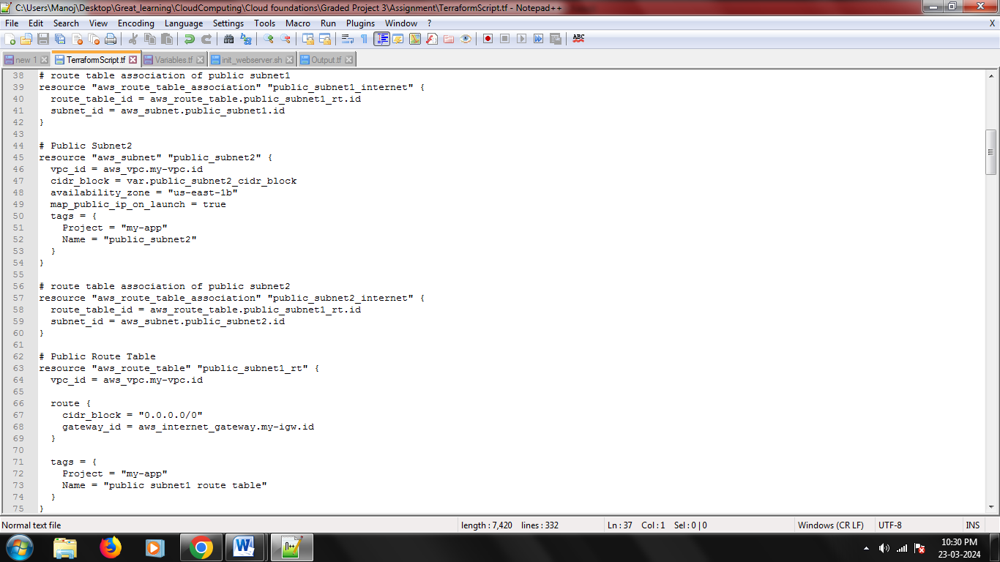 C:\Users\Manoj\Desktop\Great_learning\CloudComputing\Cloud foundations\Graded Project 3\Assignment\TerraformScript.tf - Notepad++
File Edit Search View Encoding Language Settings Tools Macro Run Plugins Window ? X
new 1 TerraformScript.tf Variables.tf init_webserver.sh Output.tf
38 # route table association of public subnet1
39 resource "aws_route_table_association" "public_subnet1_internet" {
40   route_table_id = aws_route_table.public_subnet1_rt.id
41   subnet_id = aws_subnet.public_subnet1.id
42 }
43
44 # Public Subnet2
45 resource "aws_subnet" "public_subnet2" {
46   vpc_id = aws_vpc.my-vpc.id
47   cidr_block = var.public_subnet2_cidr_block
48   availability_zone = "us-east-1b"
49   map_public_ip_on_launch = true
50   tags = {
51     Project = "my-app"
52     Name = "public_subnet2"
53   }
54 }
55
56 # route table association of public subnet2
57 resource "aws_route_table_association" "public_subnet2_internet" {
58   route_table_id = aws_route_table.public_subnet1_rt.id
59   subnet_id = aws_subnet.public_subnet2.id
60 }
61
62 # Public Route Table
63 resource "aws_route_table" "public_subnet1_rt" {
64   vpc_id = aws_vpc.my-vpc.id
65
66   route {
67     cidr_block = "0.0.0.0/0"
68     gateway_id = aws_internet_gateway.my-igw.id
69   }
70
71   tags = {
72     Project = "my-app"
73     Name = "public subnet1 route table"
74   }
75 }
Normal text file length : 7,420 lines : 332 Ln : 37 Col : 1 Sel : 0 | 0 Windows (CR LF) UTF-8 INS
10:30 PM
23-03-2024